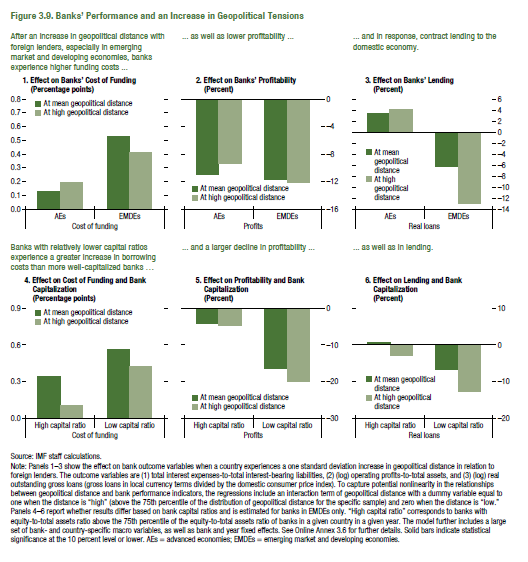 Figure 3.9. Banks' Performance and an Increase in Geopolitical Tensions
After an increase in geopolitical distance with
foreign lenders, especially in emerging
market and developing economies, banks
experience higher funding costs ...
... as well as lower profitability ...
... and in response, contract lending to the
domestic economy.
1. Effect on Banks' Cost of Funding
(Percentage points)
0.8
0.7
0.6
0.5
0.4
0.3
0.2
0.1
0.0
At mean geopolitical distance
At high geopolitical distance
AEs
EMDEs
Cost of funding
2. Effect on Banks' Profitability
(Percent)
0
–4
–8
–12
–16
At mean geopolitical distance
At high geopolitical distance
AEs
EMDEs
Profits
3. Effect on Banks' Lending
(Percent)
6
4
2
0
–2
–4
–6
–8
–10
–12
–14
At mean
geopolitical
distance
At high
geopolitical
distance
AEs
EMDEs
Real loans
Banks with relatively lower capital ratios
experience a greater increase in borrowing
costs than more well-capitalized banks ...
... and a larger decline in profitability ...
... as well as in lending.
4. Effect on Cost of Funding and Bank
Capitalization
(Percentage points)
0.9
0.6
0.3
0.0
At mean geopolitical distance
At high geopolitical distance
High capital ratio
Low capital ratio
Cost of funding
5. Effect on Profitability and Bank
Capitalization
(Percent)
0
–10
–20
–30
At mean geopolitical distance
At high geopolitical distance
High capital ratio
Low capital ratio
Profits
6. Effect on Lending and Bank
Capitalization
(Percent)
10
0
–10
–20
At mean geopolitical
distance
At high geopolitical
distance
High capital ratio
Low capital ratio
Real loans
Source: IMF staff calculations.
Note: Panels 1–3 show the effect on bank outcome variables when a country experiences a one standard deviation increase in geopolitical distance in relation to
foreign lenders. The outcome variables are (1) total interest expenses-to-total interest-bearing liabilities, (2) (log) operating profits-to-total assets, and (3) (log) real
outstanding gross loans (gross loans in local currency terms divided by the domestic consumer price index). To capture potential nonlinearity in the relationships
between geopolitical distance and bank performance indicators, the regressions include an interaction term of geopolitical distance with a dummy variable equal to
one when the distance is "high" (above the 75th percentile of the distribution of geopolitical distance for the specific sample) and zero when the distance is "low."
Panels 4–6 report whether results differ based on bank capital ratios and is estimated for banks in EMDEs only. "High capital ratio" corresponds to banks with
equity-to-total assets ratio above the 75th percentile of the equity-to-total assets ratio of banks in a given country in a given year. The model further includes a large
set of bank- and country-specific macro variables, as well as bank and year fixed effects. See Online Annex 3.6 for further details. Solid bars indicate statistical
significance at the 10 percent level or lower. AEs = advanced economies; EMDEs = emerging market and developing economies.